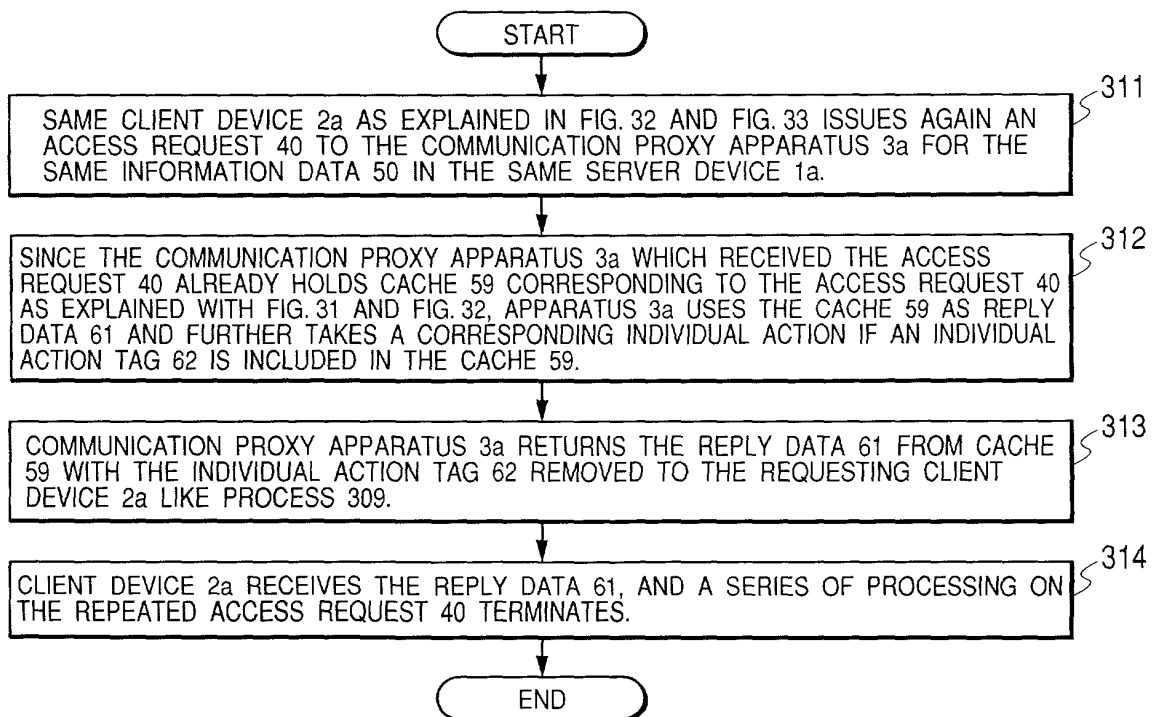 START
311
SAME CLIENT DEVICE 2a AS EXPLAINED IN FIG. 32 AND FIG. 33 ISSUES AGAIN AN
ACCESS REQUEST 40 TO THE COMMUNICATION PROXY APPARATUS 3a FOR THE
SAME INFORMATION DATA 50 IN THE SAME SERVER DEVICE 1a.
312
SINCE THE COMMUNICATION PROXY APPARATUS 3a WHICH RECEIVED THE ACCESS
REQUEST 40 ALREADY HOLDS CACHE 59 CORRESPONDING TO THE ACCESS REQUEST 40
AS EXPLAINED WITH FIG. 31 AND FIG. 32, APPARATUS 3a USES THE CACHE 59 AS REPLY
DATA 61 AND FURTHER TAKES A CORRESPONDING INDIVIDUAL ACTION IF AN INDIVIDUAL
ACTION TAG 62 IS INCLUDED IN THE CACHE 59.
313
COMMUNICATION PROXY APPARATUS 3a RETURNS THE REPLY DATA 61 FROM CACHE
59 WITH THE INDIVIDUAL ACTION TAG 62 REMOVED TO THE REQUESTING CLIENT
DEVICE 2a LIKE PROCESS 309.
314
CLIENT DEVICE 2a RECEIVES THE REPLY DATA 61, AND A SERIES OF PROCESSING ON
THE REPEATED ACCESS REQUEST 40 TERMINATES.
END